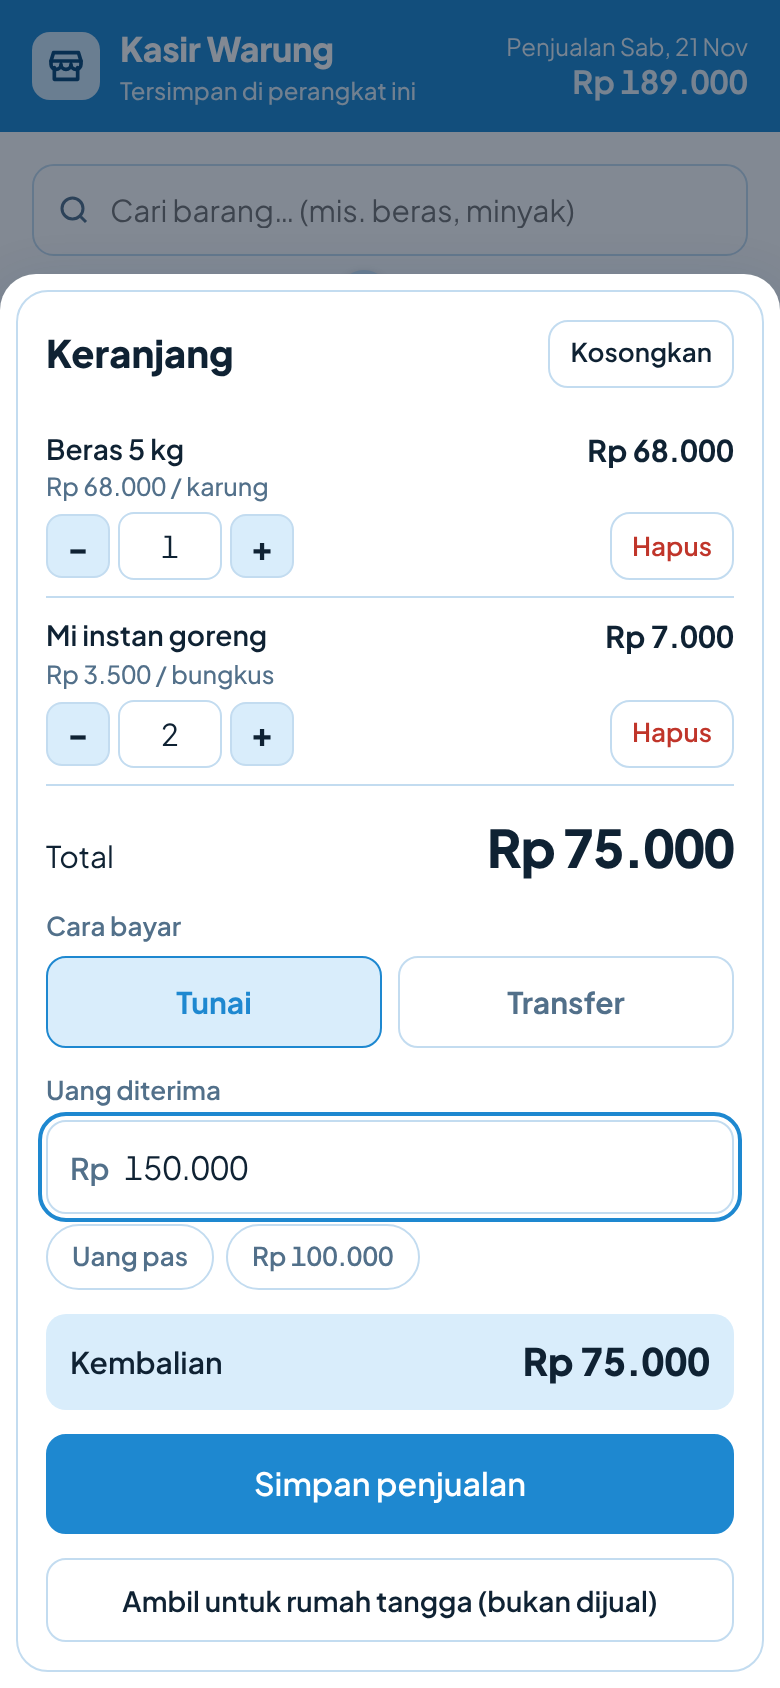 Kasir Warung
Tersimpan di perangkat ini
Penjualan Sab, 21 Nov
Rp 189.000
Cari barang... (mis. beras, minyak)
Keranjang
Kosongkan
Beras 5 kg
Rp 68.000
Rp 68.000 / karung
- 1 +
Hapus
Mi instan goreng
Rp 7.000
Rp 3.500 / bungkus
- 2 +
Hapus
Total
Rp 75.000
Cara bayar
Tunai
Transfer
Uang diterima
Rp 150.000
Uang pas
Rp 100.000
Kembalian
Rp 75.000
Simpan penjualan
Ambil untuk rumah tangga (bukan dijual)